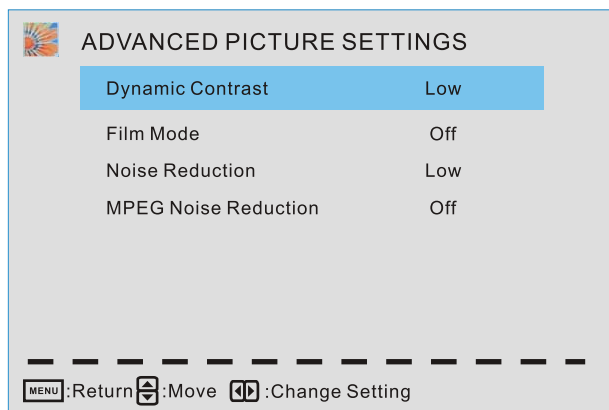 ADVANCED PICTURE SETTINGS
Dynamic Contrast Low
Film Mode Off
Noise Reduction Low
MPEG Noise Reduction Off
MENU :Return :Move :Change Setting